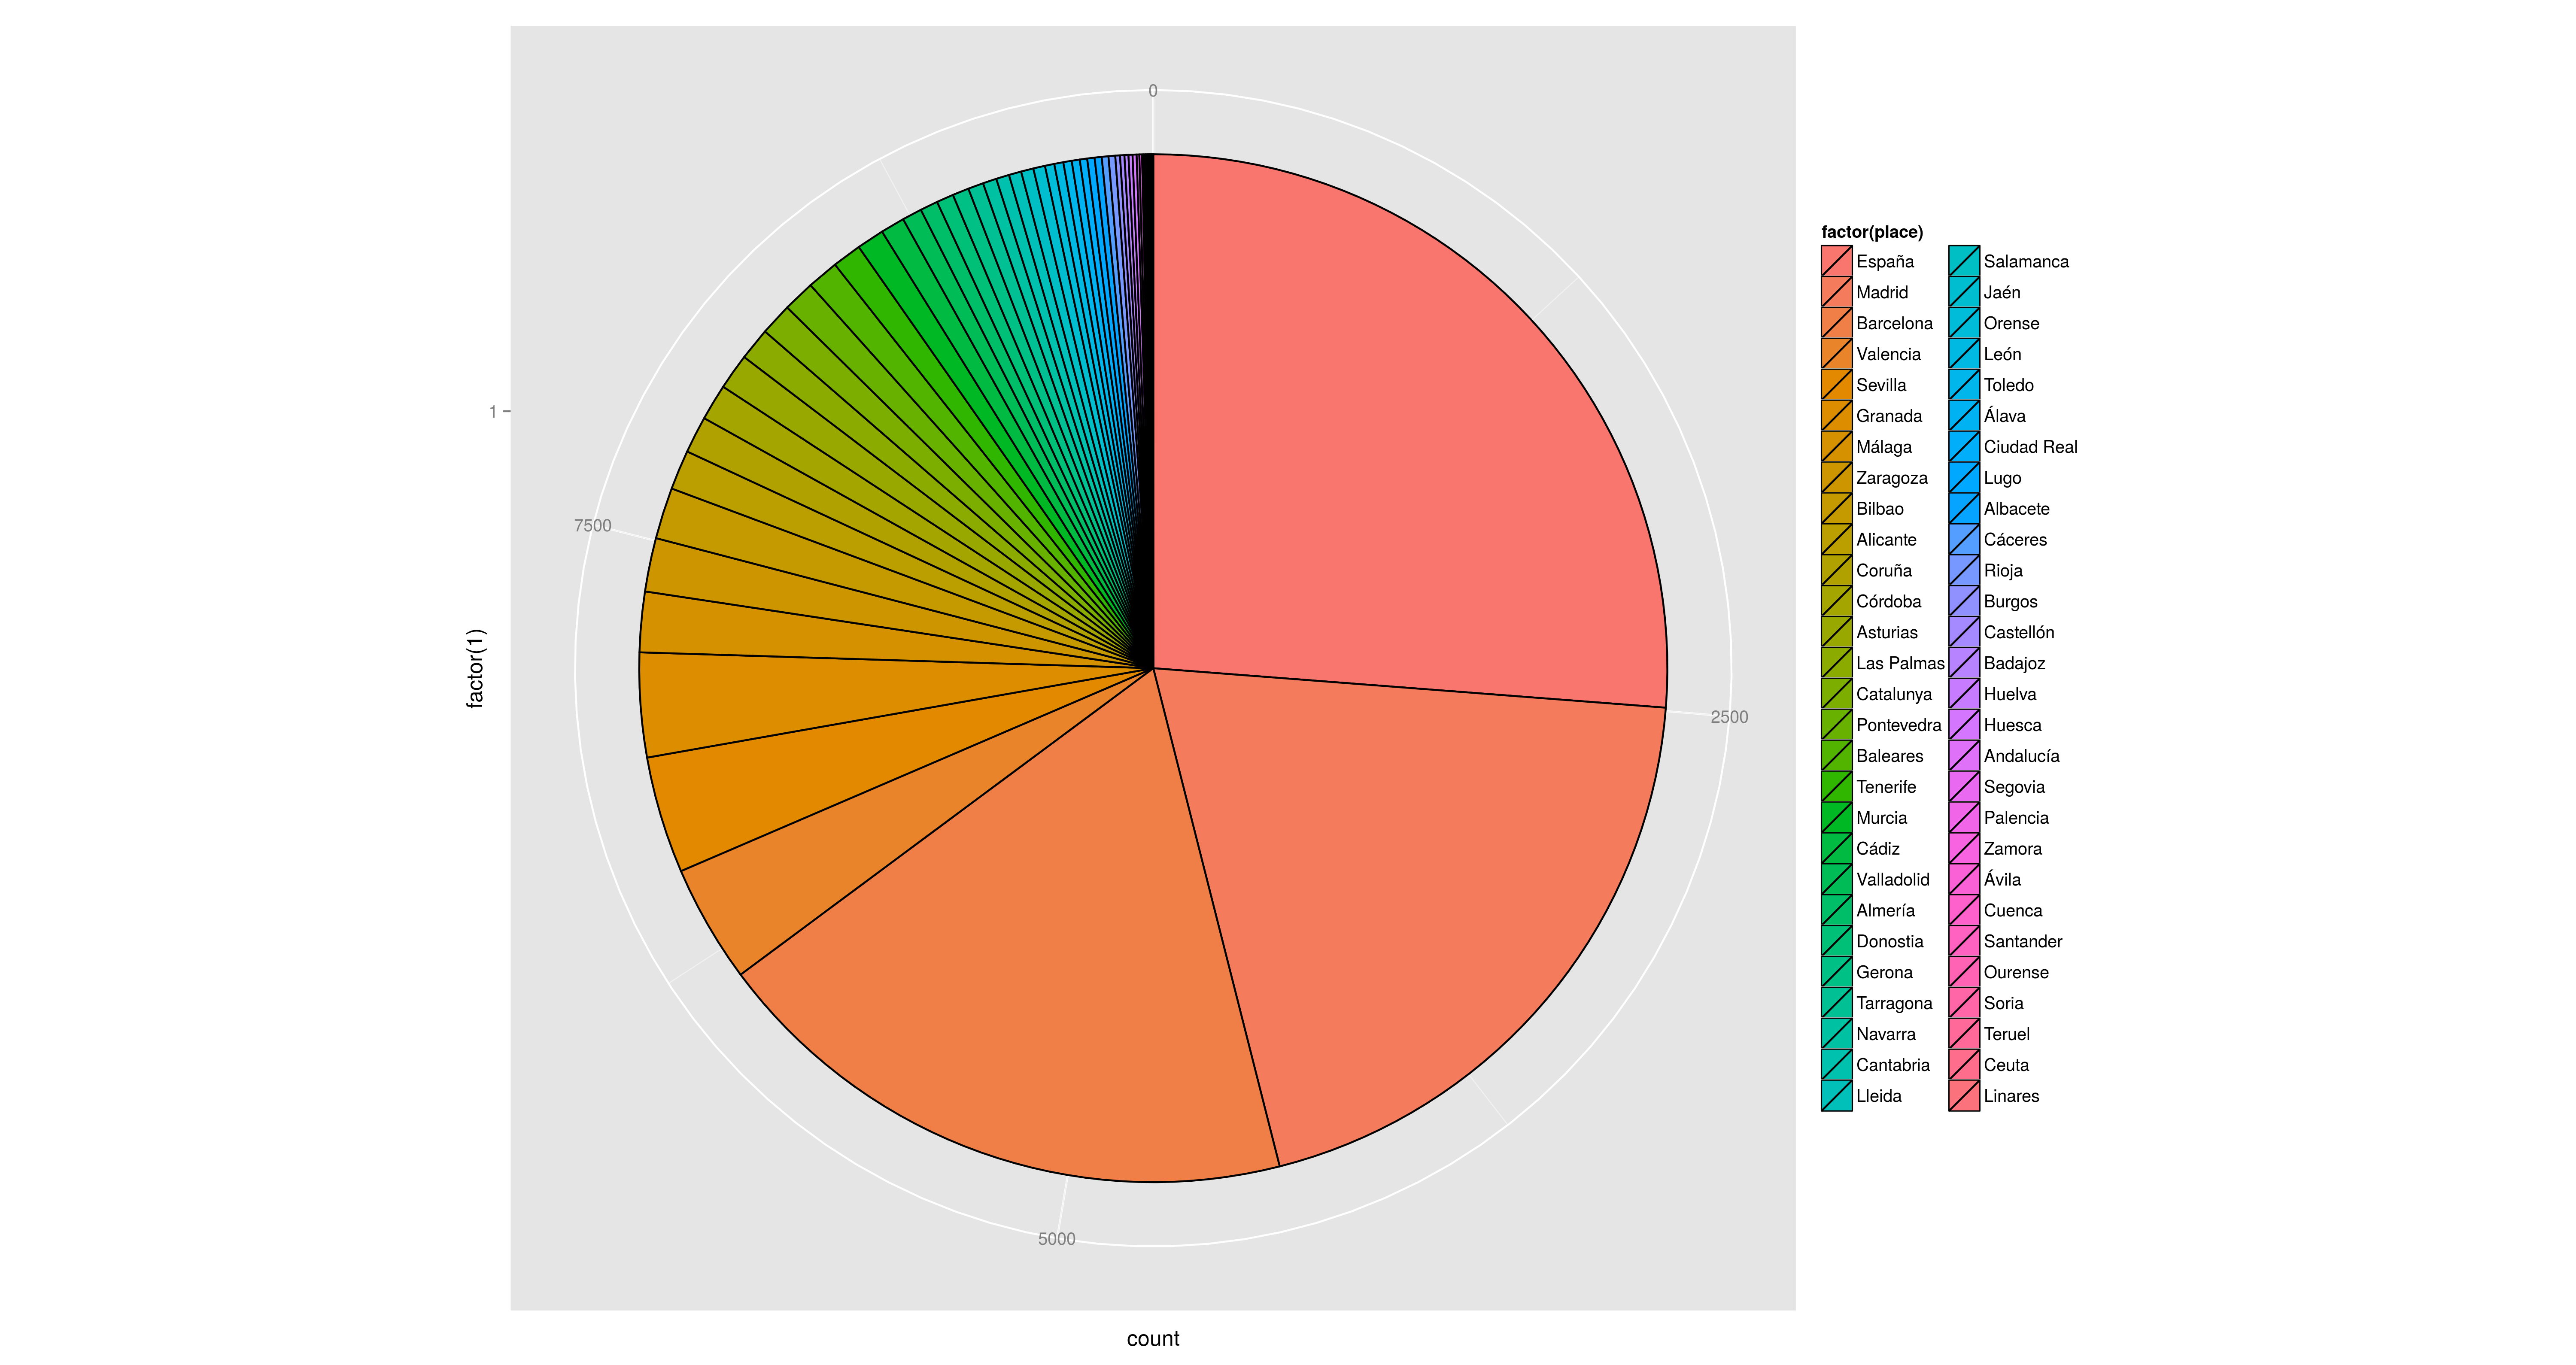 0
2500
5000
7500
1
factor(1)
count
factor(place)
España
Madrid
Barcelona
Valencia
Sevilla
Granada
Málaga
Zaragoza
Bilbao
Alicante
Coruña
Córdoba
Asturias
Las Palmas
Catalunya
Pontevedra
Baleares
Tenerife
Murcia
Cádiz
Valladolid
Almería
Donostia
Gerona
Tarragona
Navarra
Cantabria
Lleida
Salamanca
Jaén
Orense
León
Toledo
Álava
Ciudad Real
Lugo
Albacete
Cáceres
Rioja
Burgos
Castellón
Badajoz
Huelva
Huesca
Andalucía
Segovia
Palencia
Zamora
Ávila
Cuenca
Santander
Ourense
Soria
Teruel
Ceuta
Linares